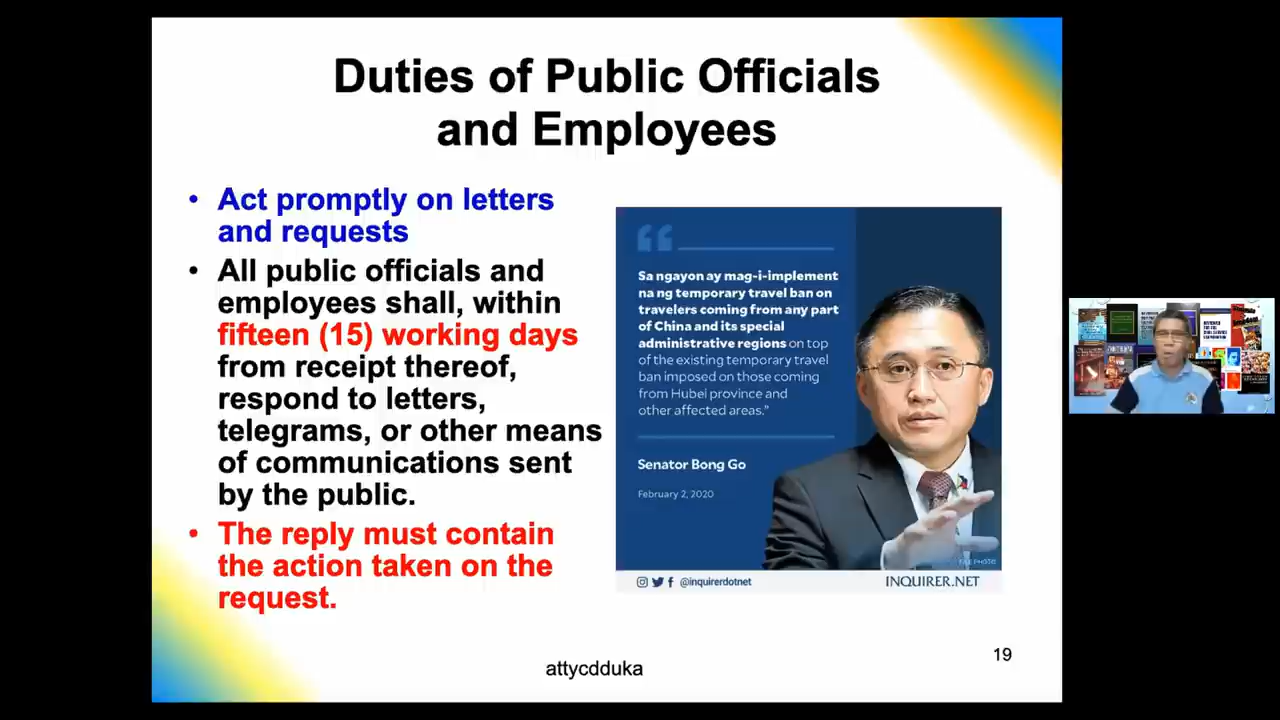 Duties of Public Officials
and Employees
• Act promptly on letters
and requests
• All public officials and
employees shall, within
fifteen (15) working days
from receipt thereof,
respond to letters,
telegrams, or other means
of communications sent
by the public.
• The reply must contain
the action taken on the
request.
Sa ngayon ay mag-i-implement
na ng temporary travel ban on
travelers coming from any part
of China and its special
administrative regions on top
of the existing temporary travel
ban imposed on those coming
from Hubei province and
other affected areas.”
Senator Bong Go
February 2, 2020
FILE PHOTO
@inquirerdotnet
INQUIRER.NET
attycdduka
19